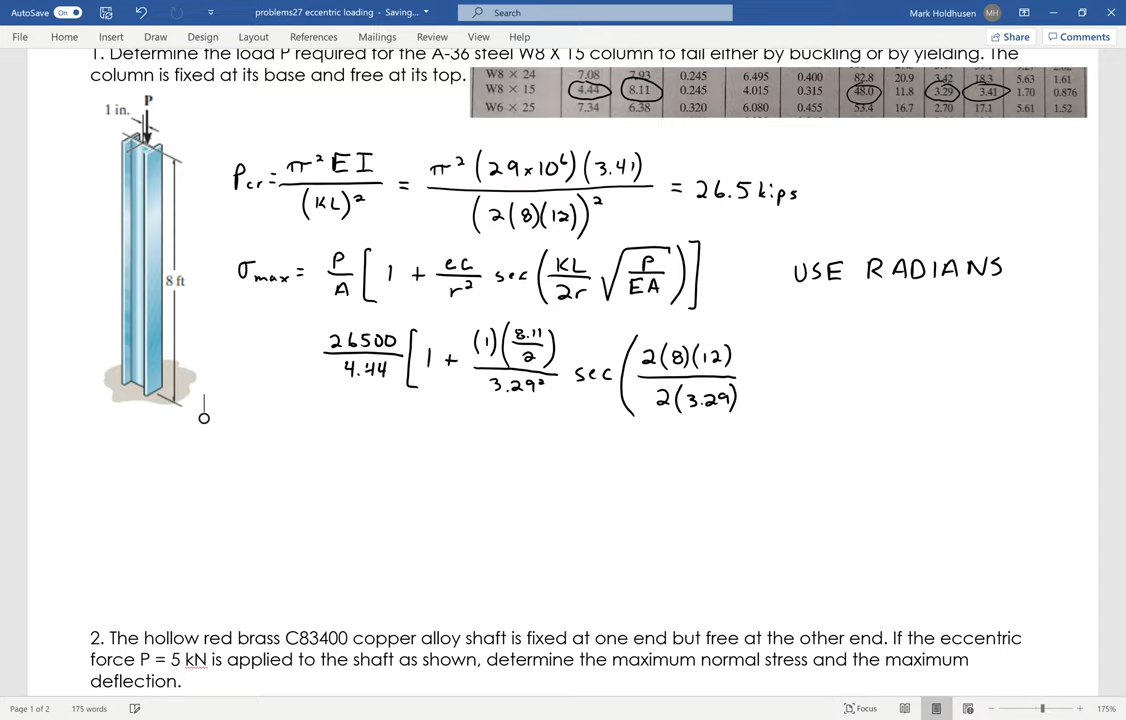 AutoSave On problems27 eccentric loading - Saving... Search Mark Holdhusen MH
File Home Insert Draw Design Layout References Mailings Review View Help Share Comments
1. Determine the load P required for the A-36 steel W8 X 15 column to fail either by buckling or by yielding. The
column is fixed at its base and free at its top.
W8 × 24 7.08 7.93 0.245 6.495 0.400 82.8 20.9 3.42 18.3 5.63 1.61
W8 × 15 4.44 8.11 0.245 4.015 0.315 48.0 11.8 3.29 3.41 1.70 0.876
W6 × 25 7.34 6.38 0.320 6.080 0.455 53.4 16.7 2.70 17.1 5.61 1.52
P
1 in.
8 ft
Pcr = π² EI / (KL)² = π² (29×10⁶)(3.41) / (2(8)(12))² = 26.5 kips
σmax = P/A [1 + ec/r² sec(KL/2r √(P/EA))] USE RADIANS
26500/4.44 [1 + (1)(8.11/2)/3.29² sec(2(8)(12)/2(3.29)
2. The hollow red brass C83400 copper alloy shaft is fixed at one end but free at the other end. If the eccentric
force P = 5 kN is applied to the shaft as shown, determine the maximum normal stress and the maximum
deflection.
Page 1 of 2 175 words Focus 175%